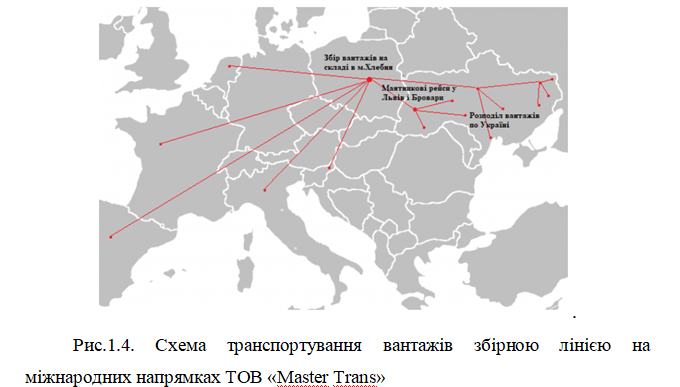 Збір вантажів на
складі в м.Хлебня
Маятникові рейси у
Львів і Бровари
Розподіл вантажів
по Україні
.
Рис.1.4. Схема транспортування вантажів збірною лінією на
міжнародних напрямках ТОВ «Master Trans»